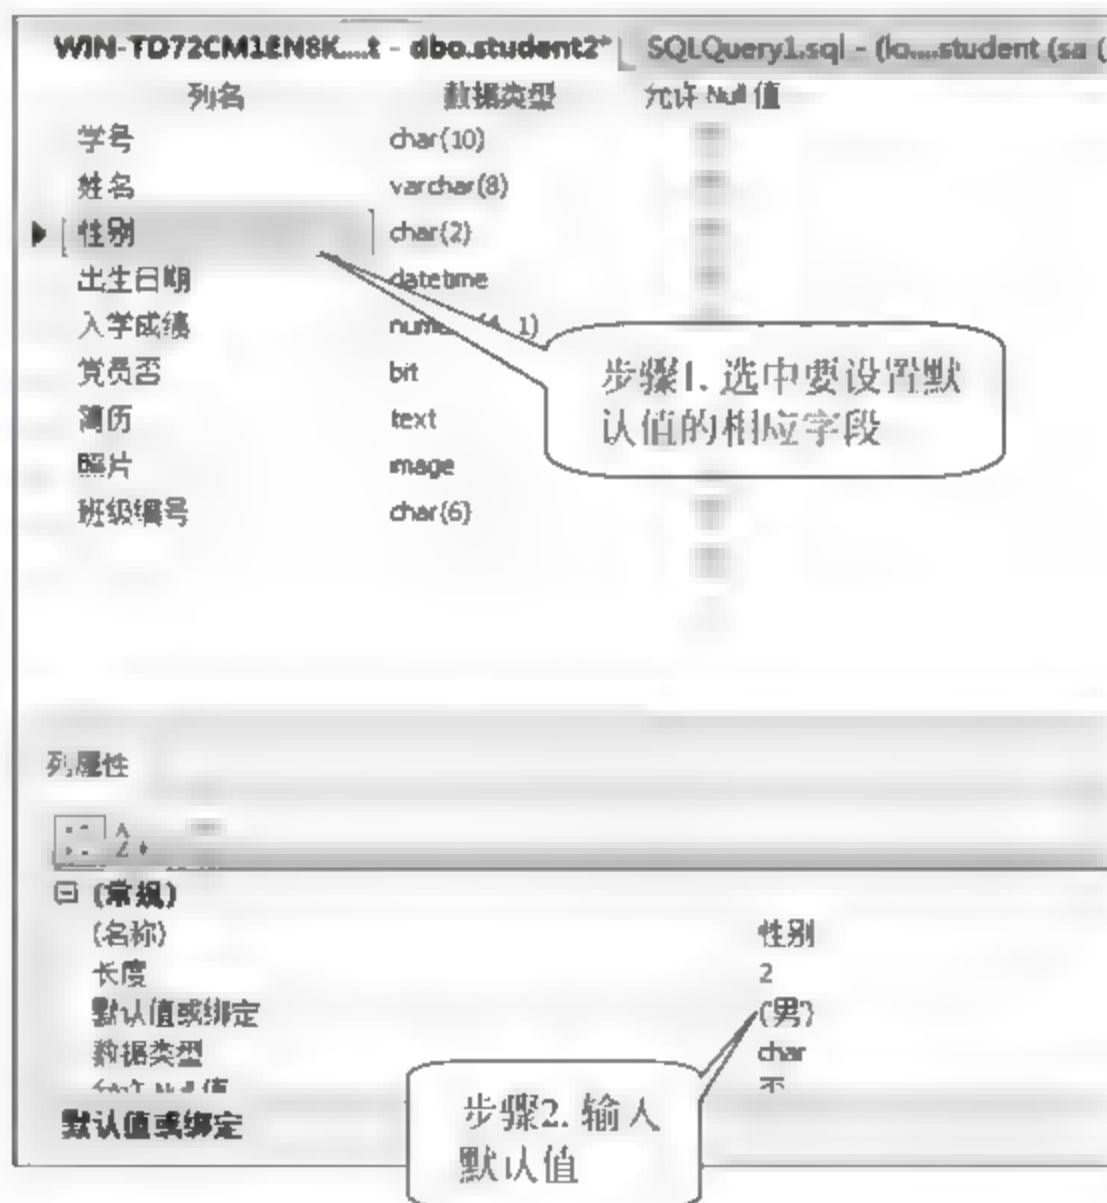 WIN-TD72CM1EN8K....t - dbo.student2* SQLQuery1.sql - (lo....student (sa (
列名 数据类型 允许 Null 值
学号 char(10)
姓名 varchar(8)
性别 char(2)
出生日期 datetime
入学成绩 1)
党员否 bit
简历 text
照片 image
班级编号 char(6)
步骤1. 选中要设置默
认值的相应字段
列属性
(常规)
(名称) 性别
长度 2
默认值或绑定 ('男')
数据类型 char
否
默认值或绑定
步骤2. 输入
默认值